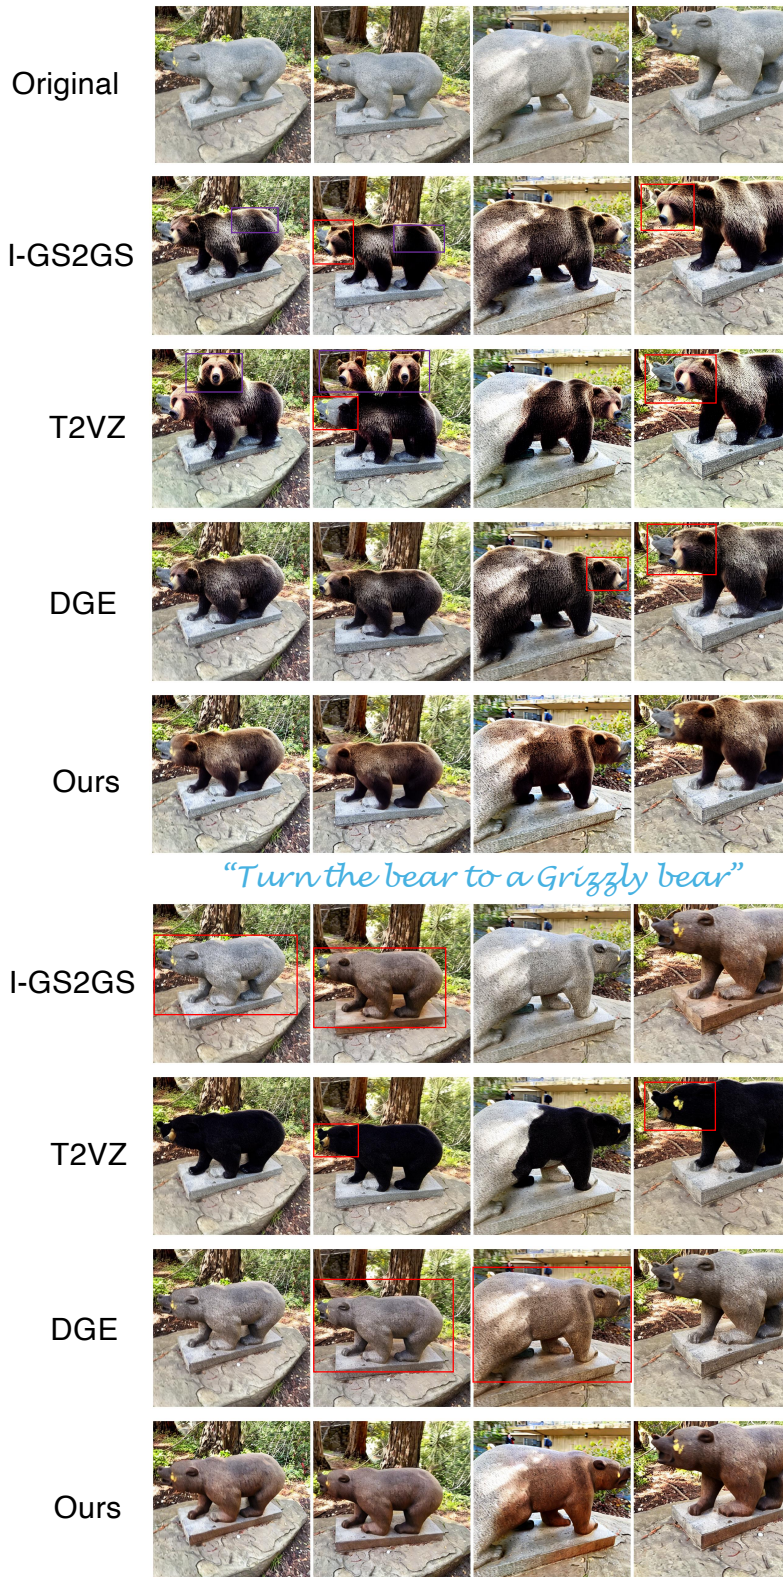 Original
I-GS2GS
T2VZ
DGE
Ours
“Turn the bear to a Grizzly bear”
I-GS2GS
T2VZ
DGE
Ours